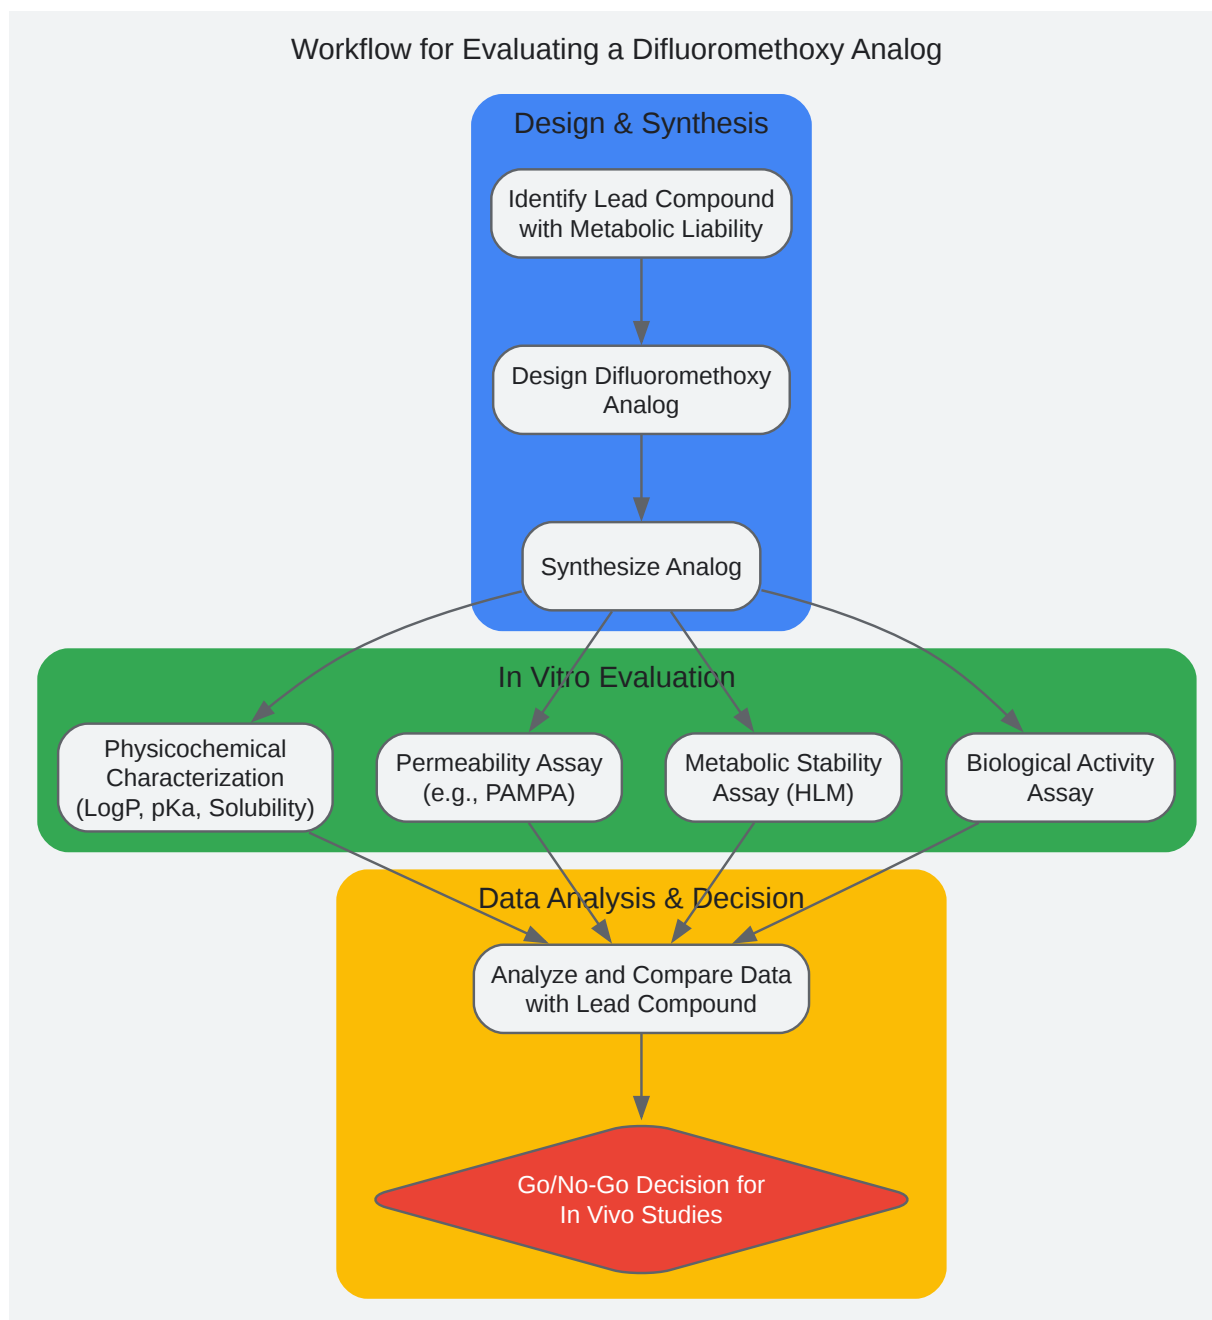 Workflow for Evaluating a Difluoromethoxy Analog
Design & Synthesis
Identify Lead Compound
with Metabolic Liability
Design Difluoromethoxy
Analog
Synthesize Analog
In Vitro Evaluation
Physicochemical
Characterization
(LogP, pKa, Solubility)
Permeability Assay
(e.g., PAMPA)
Metabolic Stability
Assay (HLM)
Biological Activity
Assay
Data Analysis & Decision
Analyze and Compare Data
with Lead Compound
Go/No-Go Decision for
In Vivo Studies